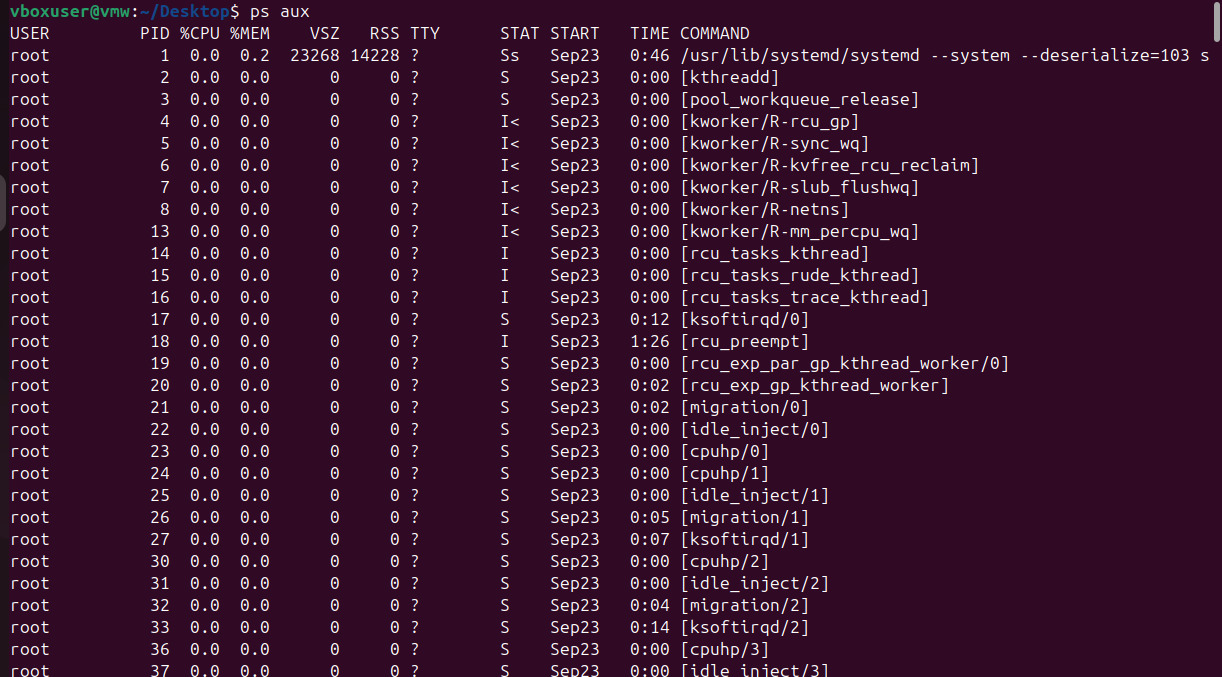 vboxuser@vmw:~/Desktop$ ps aux
USER         PID %CPU %MEM    VSZ   RSS TTY      STAT START   TIME COMMAND
root           1  0.0  0.2  23268 14228 ?        Ss   Sep23   0:46 /usr/lib/systemd/systemd --system --deserialize=103 s
root           2  0.0  0.0      0     0 ?        S    Sep23   0:00 [kthreadd]
root           3  0.0  0.0      0     0 ?        S    Sep23   0:00 [pool_workqueue_release]
root           4  0.0  0.0      0     0 ?        I<   Sep23   0:00 [kworker/R-rcu_gp]
root           5  0.0  0.0      0     0 ?        I<   Sep23   0:00 [kworker/R-sync_wq]
root           6  0.0  0.0      0     0 ?        I<   Sep23   0:00 [kworker/R-kvfree_rcu_reclaim]
root           7  0.0  0.0      0     0 ?        I<   Sep23   0:00 [kworker/R-slub_flushwq]
root           8  0.0  0.0      0     0 ?        I<   Sep23   0:00 [kworker/R-netns]
root          13  0.0  0.0      0     0 ?        I<   Sep23   0:00 [kworker/R-mm_percpu_wq]
root          14  0.0  0.0      0     0 ?        I    Sep23   0:00 [rcu_tasks_kthread]
root          15  0.0  0.0      0     0 ?        I    Sep23   0:00 [rcu_tasks_rude_kthread]
root          16  0.0  0.0      0     0 ?        I    Sep23   0:00 [rcu_tasks_trace_kthread]
root          17  0.0  0.0      0     0 ?        S    Sep23   0:12 [ksoftirqd/0]
root          18  0.0  0.0      0     0 ?        I    Sep23   1:26 [rcu_preempt]
root          19  0.0  0.0      0     0 ?        S    Sep23   0:00 [rcu_exp_par_gp_kthread_worker/0]
root          20  0.0  0.0      0     0 ?        S    Sep23   0:02 [rcu_exp_gp_kthread_worker]
root          21  0.0  0.0      0     0 ?        S    Sep23   0:02 [migration/0]
root          22  0.0  0.0      0     0 ?        S    Sep23   0:00 [idle_inject/0]
root          23  0.0  0.0      0     0 ?        S    Sep23   0:00 [cpuhp/0]
root          24  0.0  0.0      0     0 ?        S    Sep23   0:00 [cpuhp/1]
root          25  0.0  0.0      0     0 ?        S    Sep23   0:00 [idle_inject/1]
root          26  0.0  0.0      0     0 ?        S    Sep23   0:05 [migration/1]
root          27  0.0  0.0      0     0 ?        S    Sep23   0:07 [ksoftirqd/1]
root          30  0.0  0.0      0     0 ?        S    Sep23   0:00 [cpuhp/2]
root          31  0.0  0.0      0     0 ?        S    Sep23   0:00 [idle_inject/2]
root          32  0.0  0.0      0     0 ?        S    Sep23   0:04 [migration/2]
root          33  0.0  0.0      0     0 ?        S    Sep23   0:14 [ksoftirqd/2]
root          36  0.0  0.0      0     0 ?        S    Sep23   0:00 [cpuhp/3]
root          37  0.0  0.0      0     0 ?        S    Sep23   0:00 [idle_inject/3]